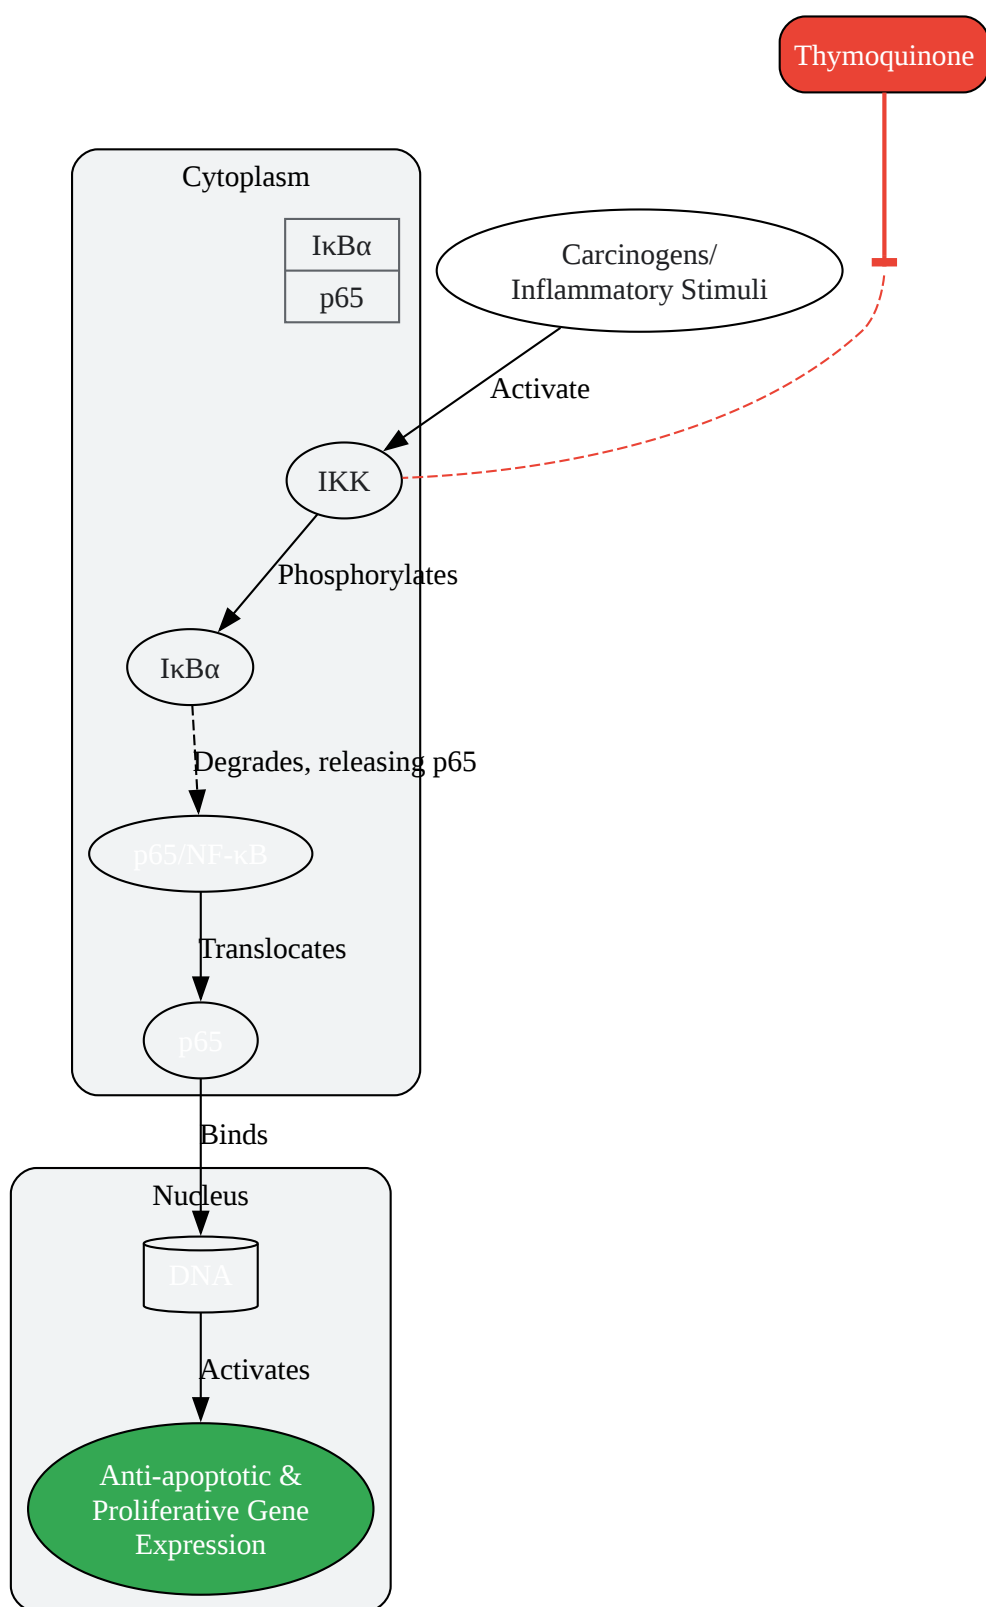 Thymoquinone
Cytoplasm
IκBα
p65
Carcinogens/
Inflammatory Stimuli
Activate
IKK
Phosphorylates
IκBα
Degrades, releasing p65
p65/NF-κB
Translocates
p65
Binds
Nucleus
DNA
Activates
Anti-apoptotic &
Proliferative Gene
Expression